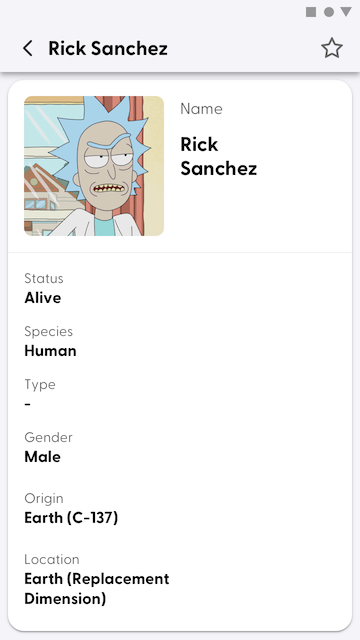 Rick Sanchez
Name
Rick
Sanchez
Status
Alive
Species
Human
Type
-
Gender
Male
Origin
Earth (C-137)
Location
Earth (Replacement
Dimension)